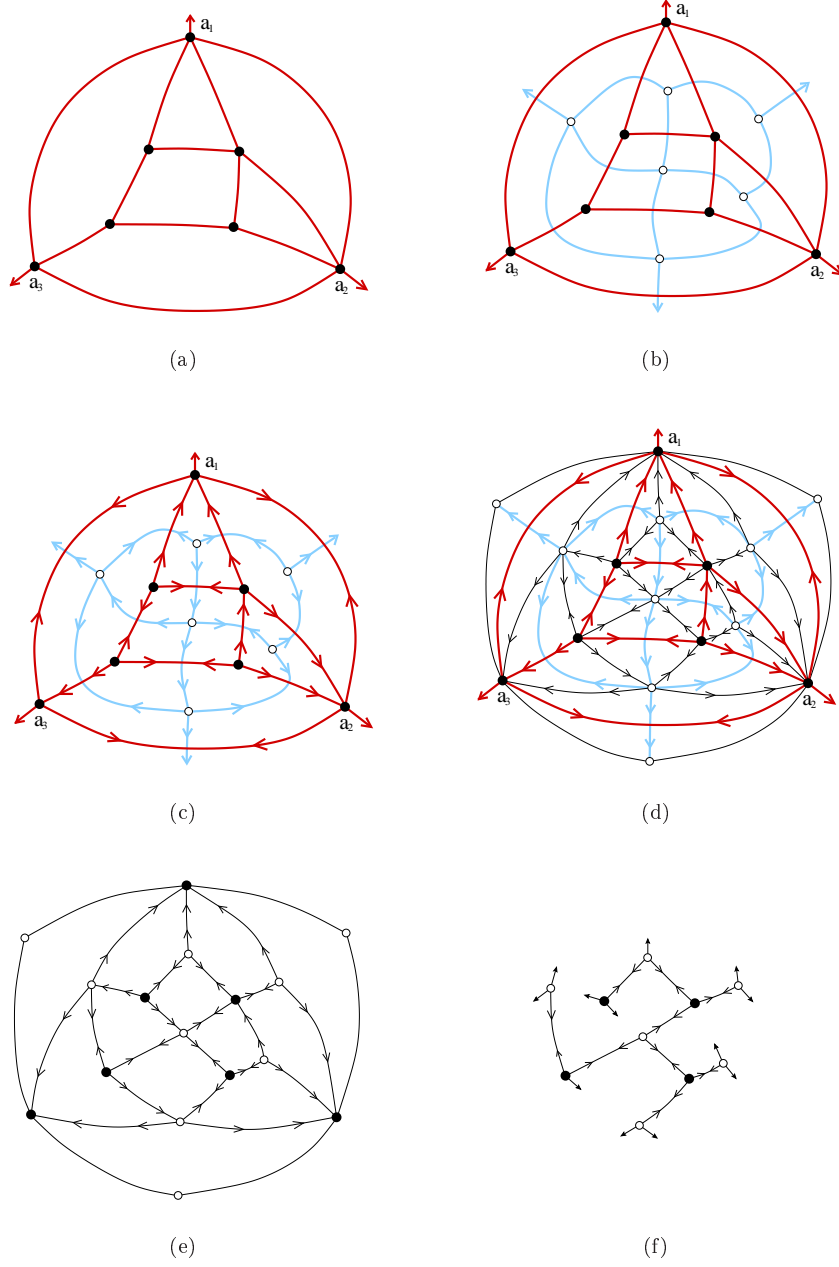 a₁ a₁
a₃ a₂ a₃ a₂
(a) (b)
a₁ a₁
a₃ a₂ a₃ a₂
(c) (d)
(e) (f)